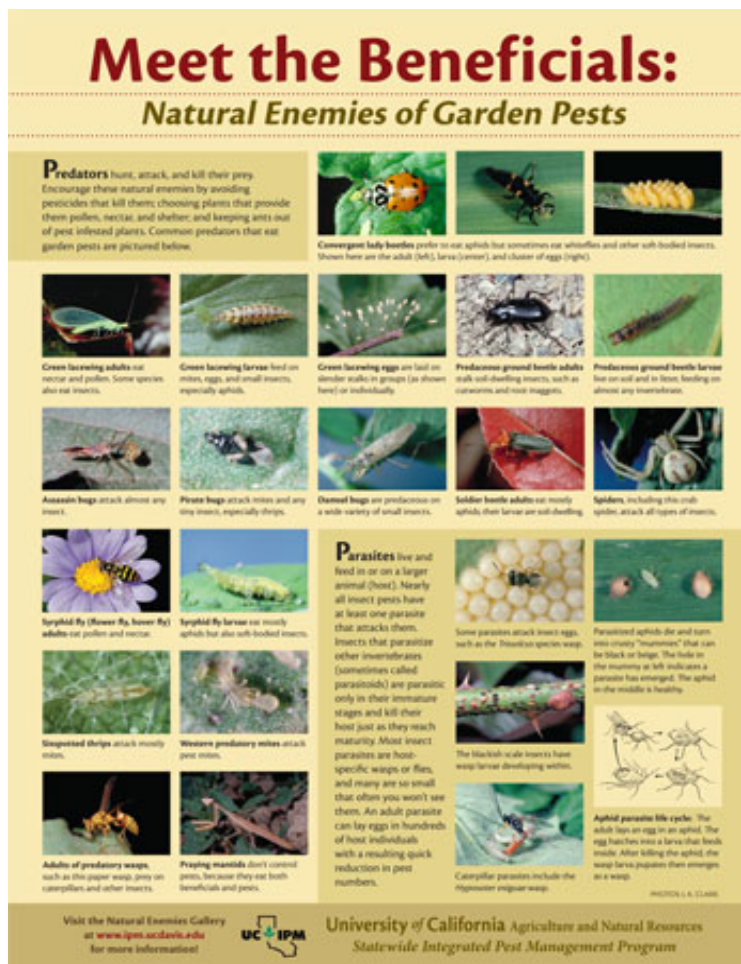 Meet the Beneficials:
Natural Enemies of Garden Pests
Predators hunt, attack, and kill their prey.
Encourage these natural enemies by avoiding
pesticides that kill them; choosing plants that provide
them pollen, nectar, and shelter; and keeping ants out
of pest infested plants. Common predators that eat
garden pests are pictured below.
Convergent lady beetles prefer to eat aphids but sometimes eat whiteflies and other soft-bodied insects.
Shown here are the adult (left), larva (center), and cluster of eggs (right).
Green lacewing adults eat
nectar and pollen. Some species
also eat insects.
Green lacewing larvae feed on
mites, eggs, and small insects,
especially aphids.
Green lacewing eggs are laid on
slender stalks in groups (as shown
here) or individually.
Predaceous ground beetle adults
stalk soil-dwelling insects, such as
cutworms and root maggots.
Predaceous ground beetle larvae
live on soil and in litter, feeding on
almost any invertebrate.
Assassin bugs attack almost any
insect.
Pirate bugs attack mites and any
tiny insect, especially thrips.
Damsel bugs are predaceous on
a wide variety of small insects.
Soldier beetle adults eat mostly
aphids; their larvae are soil-dwelling.
Spiders, including this crab
spider, attack all types of insects.
Syrphid fly (flower fly, hover fly)
adults eat pollen and nectar.
Syrphid fly larvae eat mostly
aphids but also soft-bodied insects.
Sixspotted thrips attack mostly
mites.
Western predatory mites attack
pest mites.
Adults of predatory wasps,
such as this paper wasp, prey on
caterpillars and other insects.
Praying mantids don't control
pests, because they eat both
beneficials and pests.
Parasites live and
feed in or on a larger
animal (host). Nearly
all insect pests have
at least one parasite
that attacks them.
Insects that parasitize
other invertebrates
(sometimes called
parasitoids) are parasitic
only in their immature
stages and kill their
host just as they reach
maturity. Most insect
parasites are host-
specific wasps or flies,
and many are so small
that often you won't see
them. An adult parasite
can lay eggs in hundreds
of host individuals
with a resulting quick
reduction in pest
numbers.
Some parasites attack insect eggs,
such as the Trissolcus species wasp.
Parasitized aphids die and turn
into crusty "mummies" that can
be black or beige. The hole in
the mummy at left indicates a
parasite has emerged. The aphid
in the middle is healthy.
The blackish scale insects have
wasp larvae developing within.
Caterpillar parasites include the
Hyposoter exiguae wasp.
Aphid parasite life cycle: The
adult lays an egg in an aphid. The
egg hatches into a larva that feeds
inside. After killing the aphid, the
wasp larva pupates then emerges
as a wasp.
PHOTOS: J. K. CLARK
Visit the Natural Enemies Gallery
at www.ipm.ucdavis.edu
for more information!
UC IPM
University of California Agriculture and Natural Resources
Statewide Integrated Pest Management Program